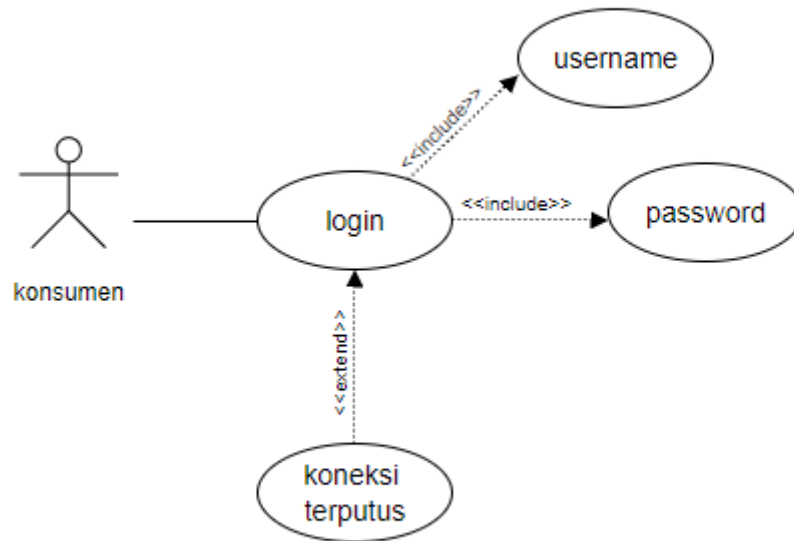 username
<<include>>
login
<<include>>
password
konsumen
<<extend>>
koneksi
terputus